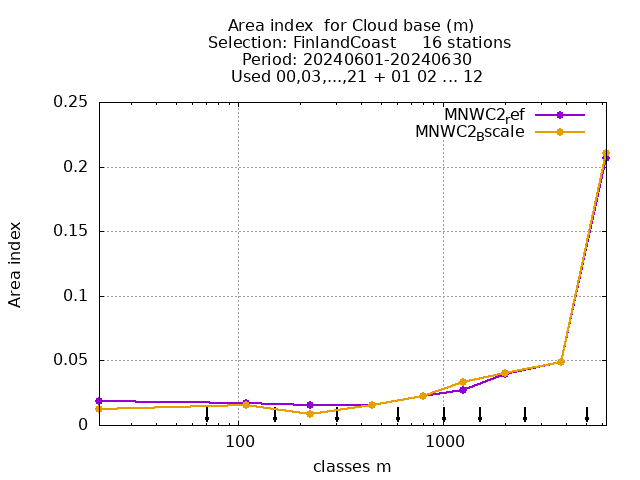 Area index  for Cloud base (m)
Selection: FinlandCoast     16 stations
Period: 20240601-20240630
Used 00,03,...,21 + 01 02 ... 12
MNWC2_ref
MNWC2_Bscale
0.25
0.2
0.15
0.1
0.05
0
Area index
100
1000
classes m